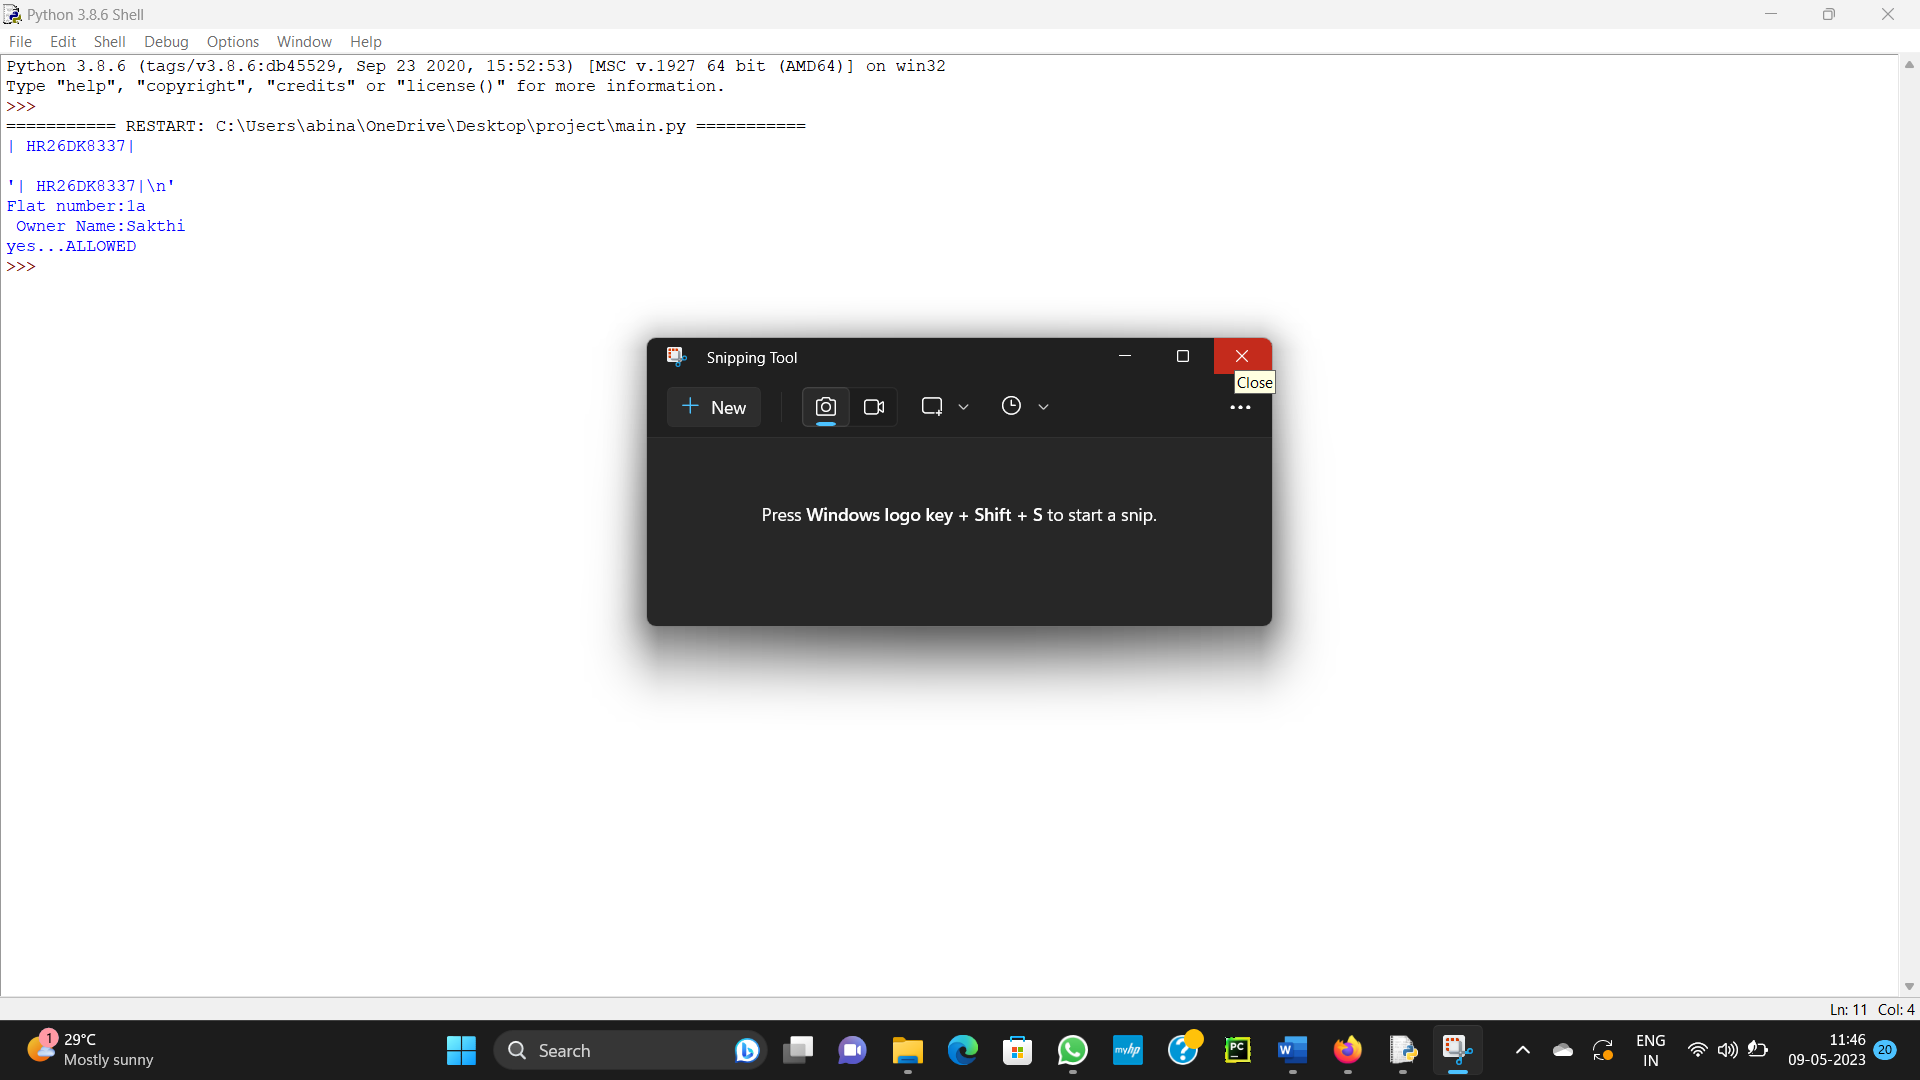 Python 3.8.6 Shell
File Edit Shell Debug Options Window Help
Python 3.8.6 (tags/v3.8.6:db45529, Sep 23 2020, 15:52:53) [MSC v.1927 64 bit (AMD64)] on win32
Type "help", "copyright", "credits" or "license()" for more information.
>>>
=========== RESTART: C:\Users\abina\OneDrive\Desktop\project\main.py ===========
| HR26DK8337|
'| HR26DK8337|\n'
Flat number:1a
Owner Name:Sakthi
yes...ALLOWED
>>>
Snipping Tool
Close
New
Press Windows logo key + Shift + S to start a snip.
Ln: 11 Col: 4
1
29°C
Mostly sunny
Search
myhp
PC
W
ENG
IN
11:46
09-05-2023
20